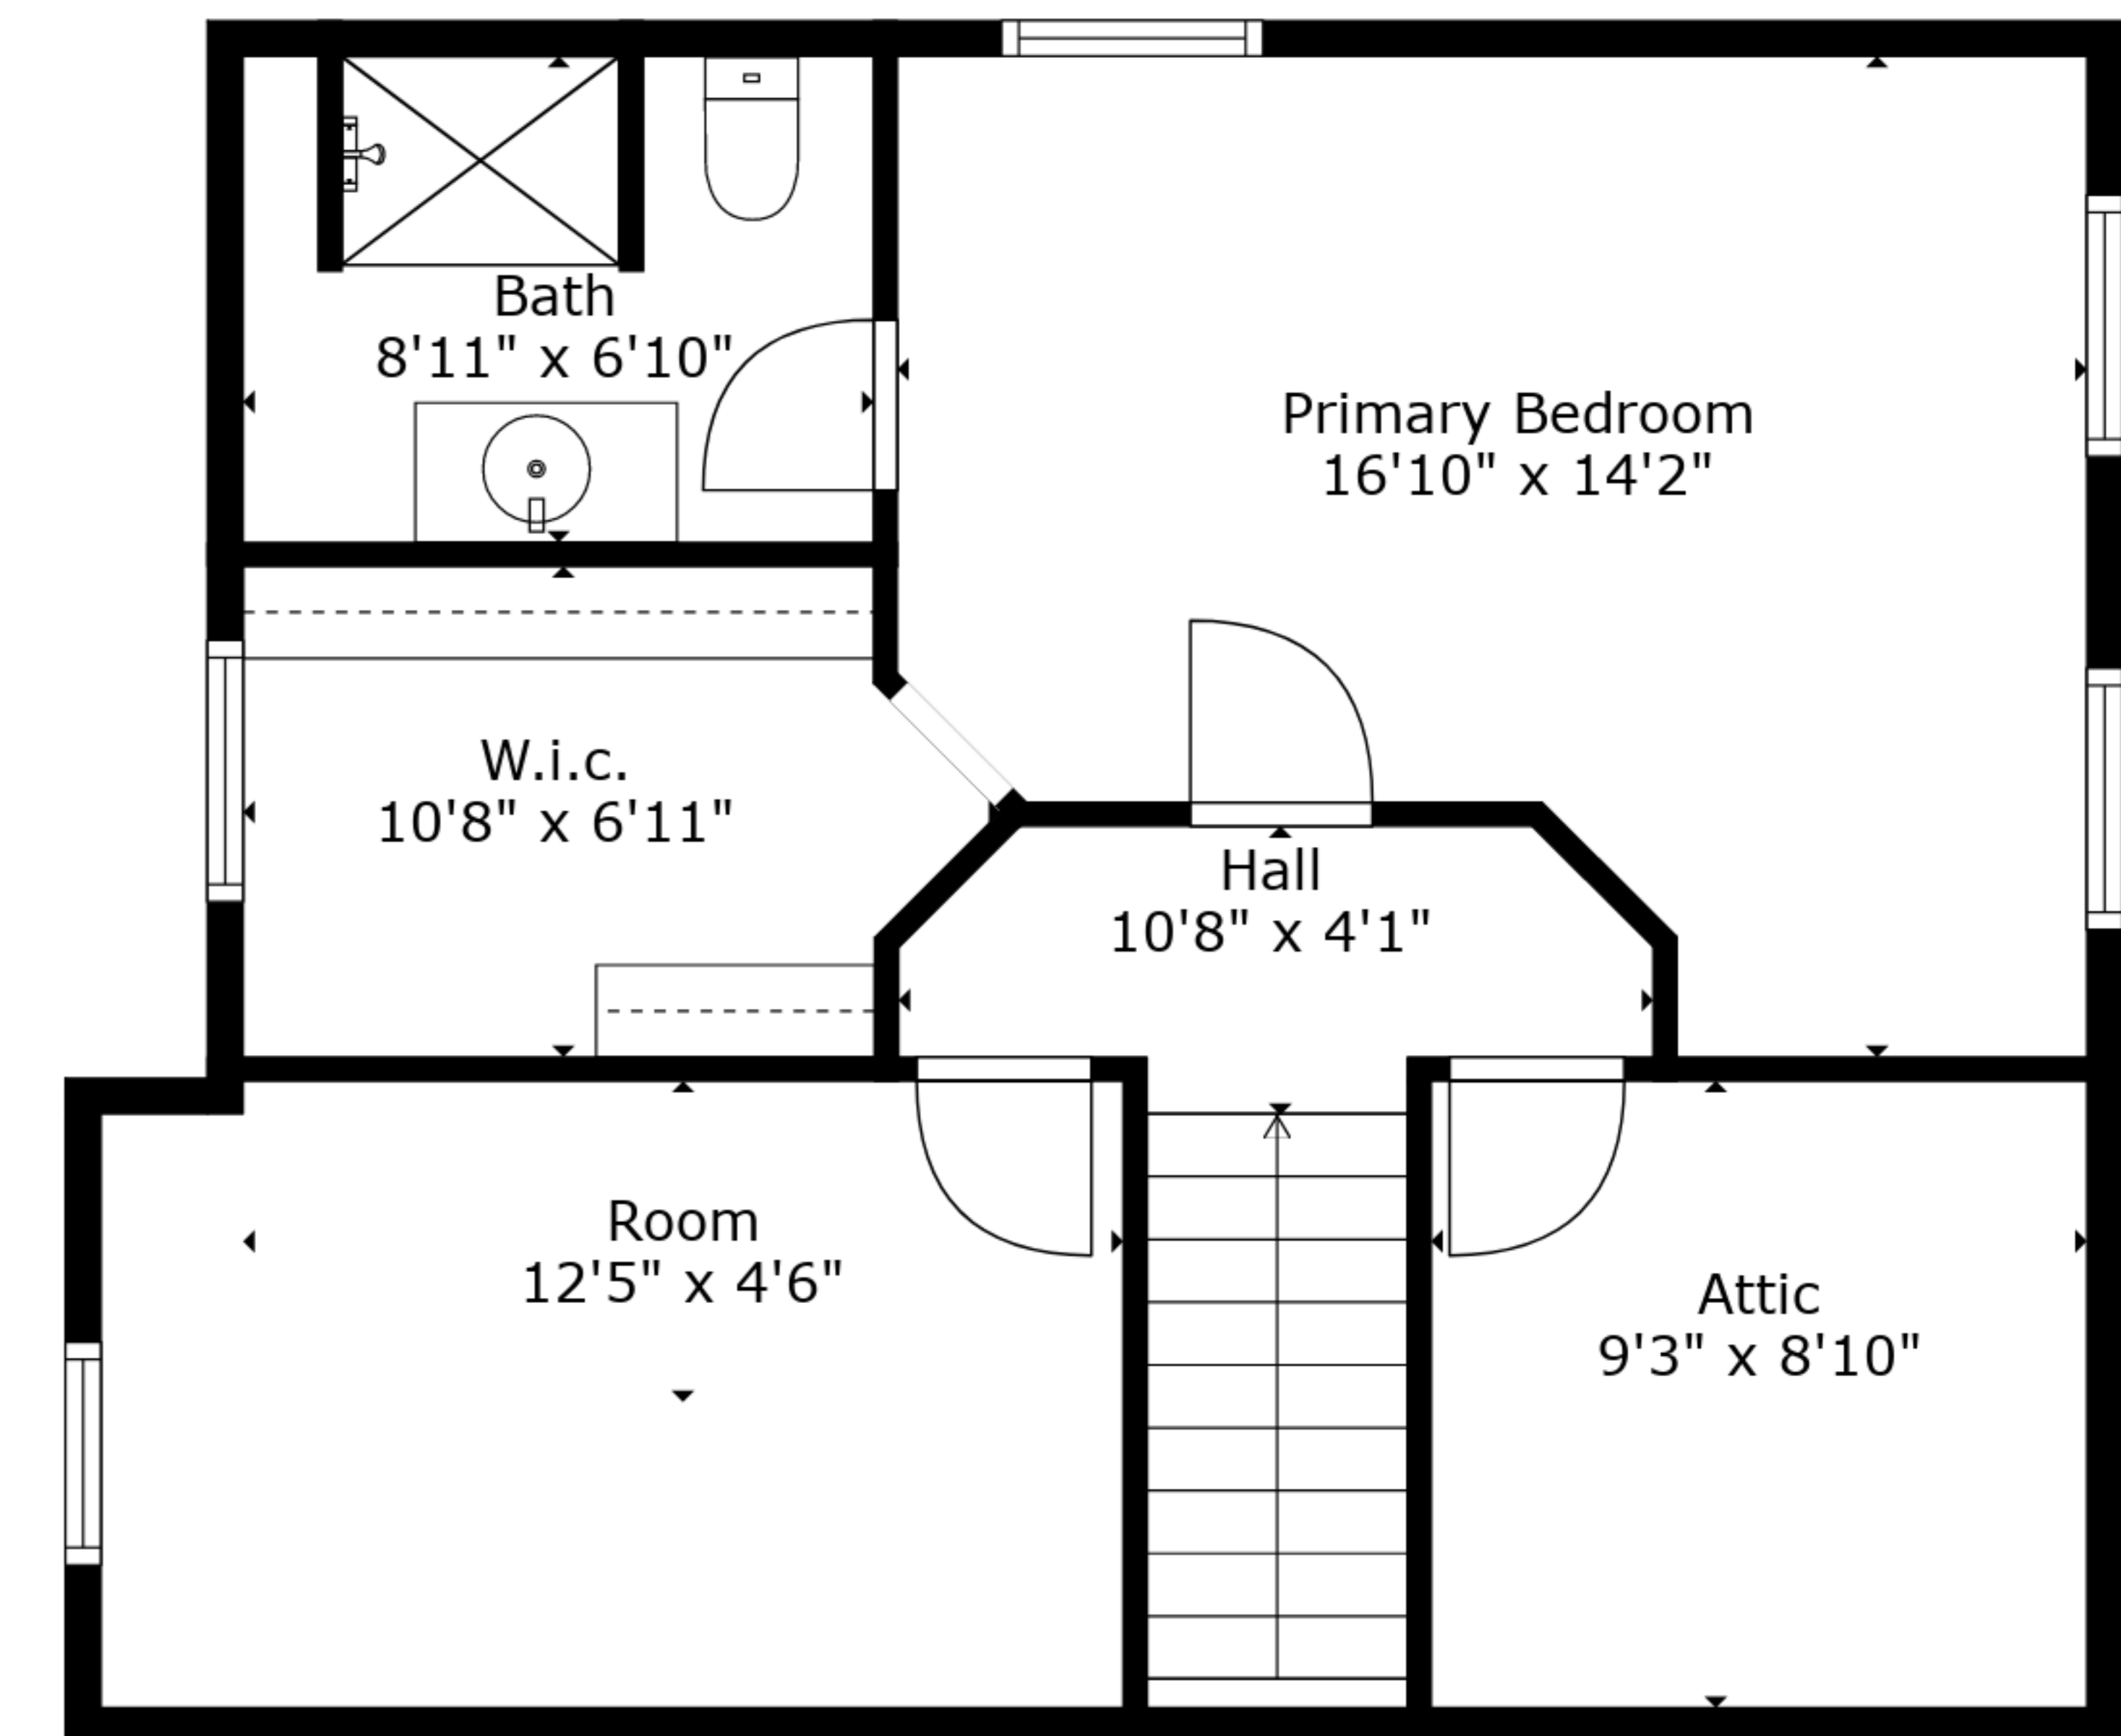 Bath
8'11" x 6'10"
Primary Bedroom
16'10" x 14'2"
W.i.c.
10'8" x 6'11"
Hall
10'8" x 4'1"
Room
12'5" x 4'6"
Attic
9'3" x 8'10"